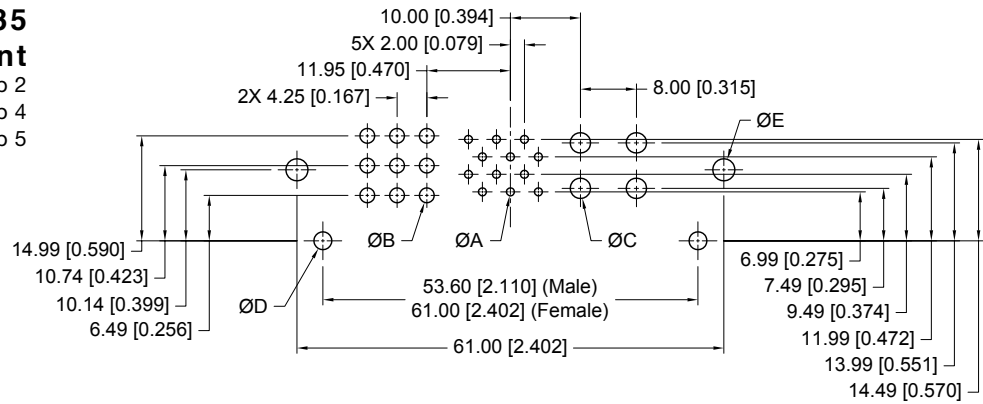 35
nt
p 2
p 4
p 5
10.00 [0.394]
5X 2.00 [0.079]
11.95 [0.470]
8.00 [0.315]
2X 4.25 [0.167]
ØE
ØB
ØA
ØC
14.99 [0.590]
6.99 [0.275]
10.74 [0.423]
53.60 [2.110] (Male)
7.49 [0.295]
10.14 [0.399]
ØD
61.00 [2.402] (Female)
9.49 [0.374]
6.49 [0.256]
11.99 [0.472]
61.00 [2.402]
13.99 [0.551]
14.49 [0.570]